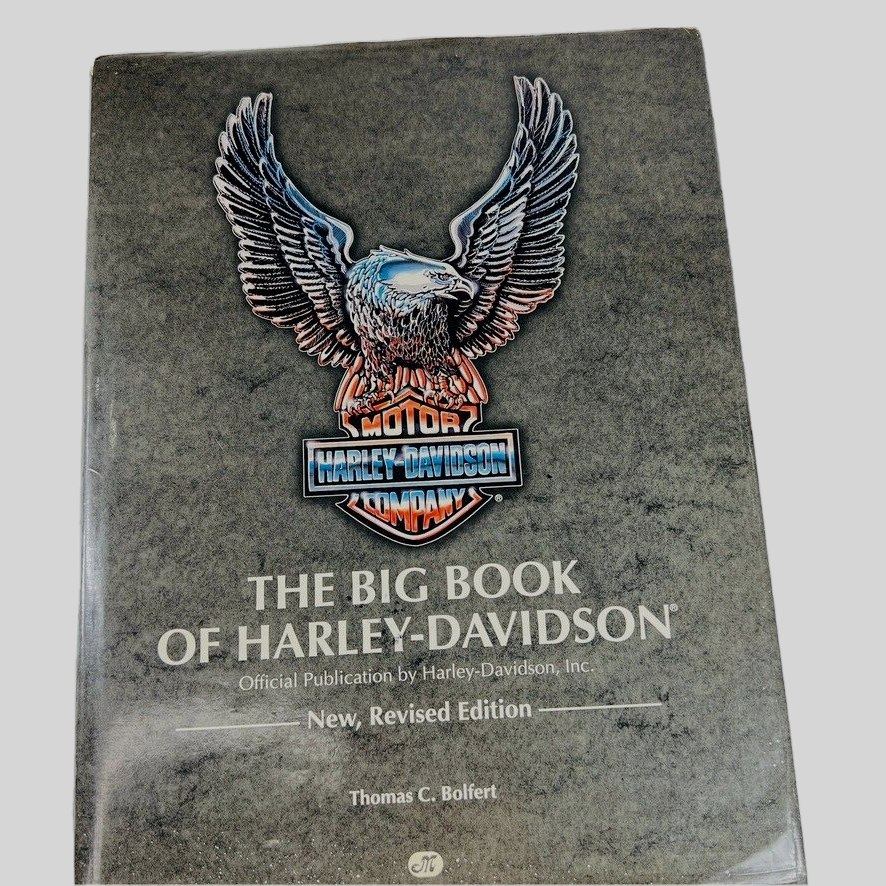 MOTOR
HARLEY-DAVIDSON
COMPANY ®
THE BIG BOOK
OF HARLEY-DAVIDSON®
Official Publication by Harley-Davidson, Inc.
New, Revised Edition
Thomas C. Bolfert
M